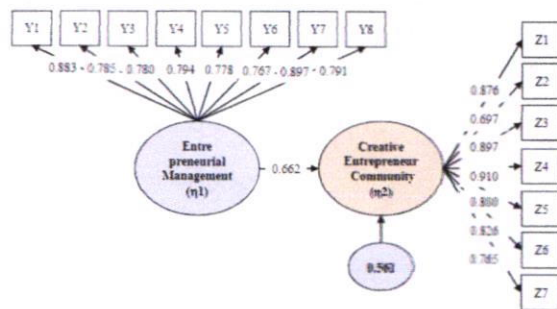 Y1 Y2 Y3 Y4 Y5 Y6 Y7 Y8
0.883 - 0.785 - 0.780 0.794 0.778 0.767 - 0.897 - 0.791
Entre
preneurial
Management
(η1)
0.662
Creative
Entrepreneur
Community
(η2)
0.876
0.697
0.897
0.910
0.880
0.826
0.765
Z1
Z2
Z3
Z4
Z5
Z6
Z7